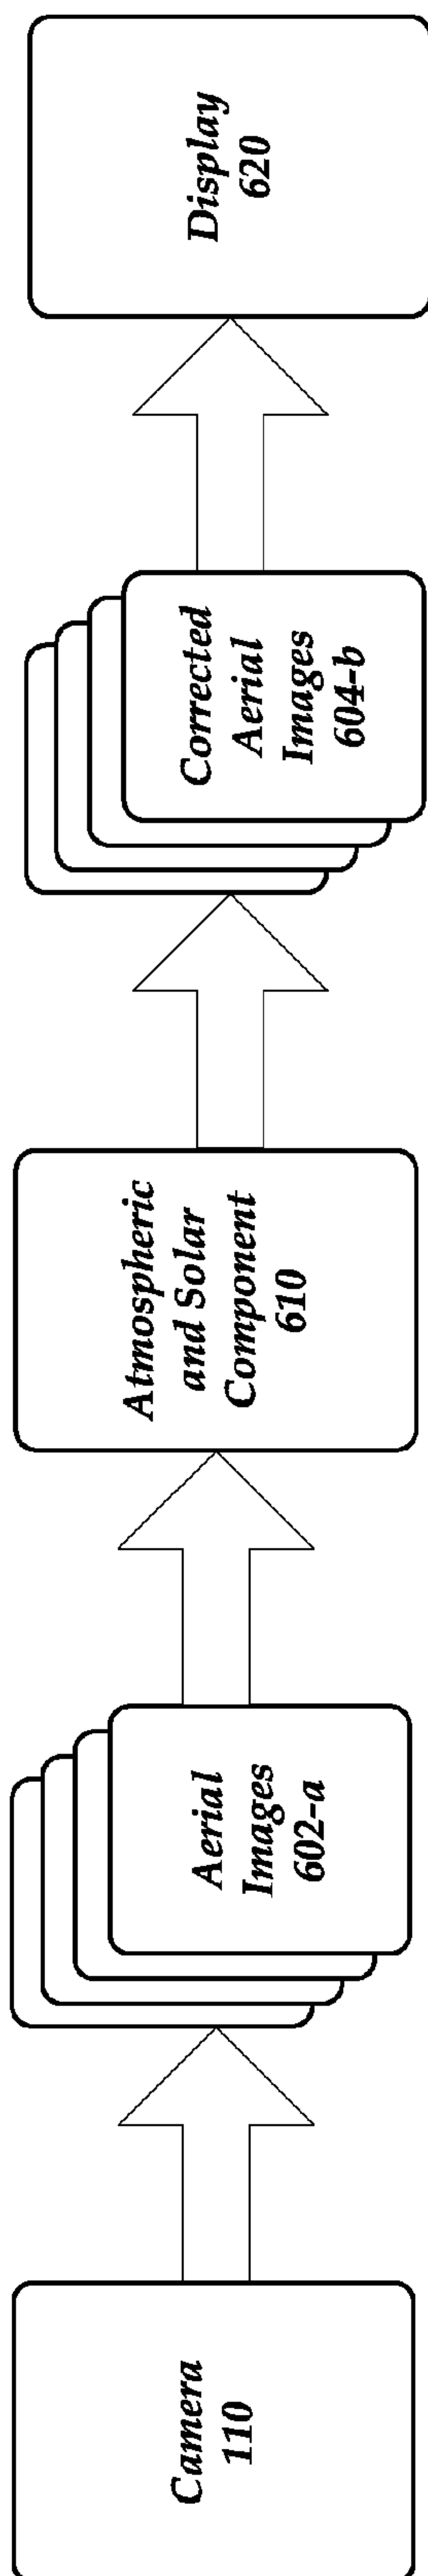 Camera
110
Aerial
Images
602-a
Atmospheric
and Solar
Component
610
Corrected
Aerial
Images
604-b
Display
620